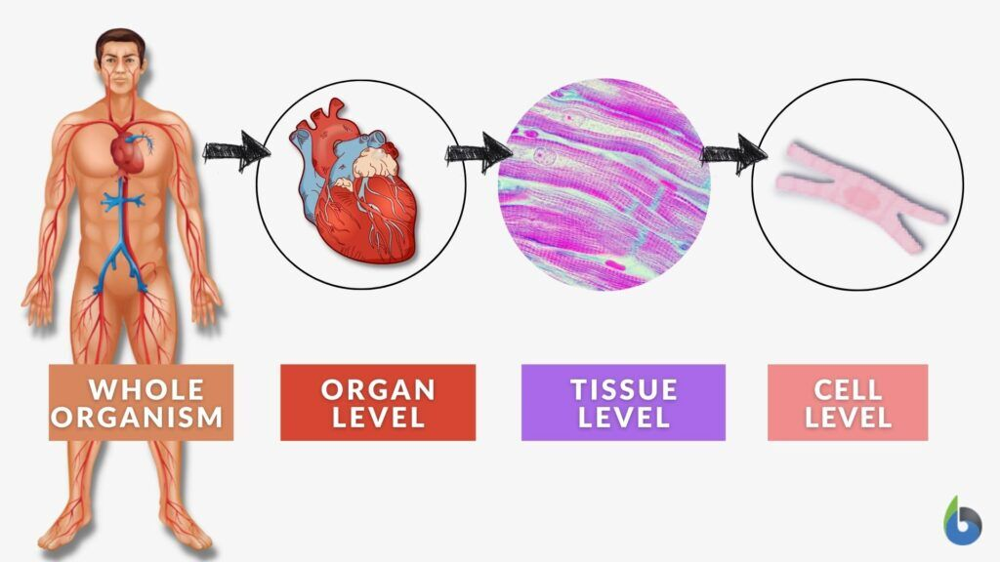 WHOLE
ORGANISM
ORGAN
LEVEL
TISSUE
LEVEL
CELL
LEVEL